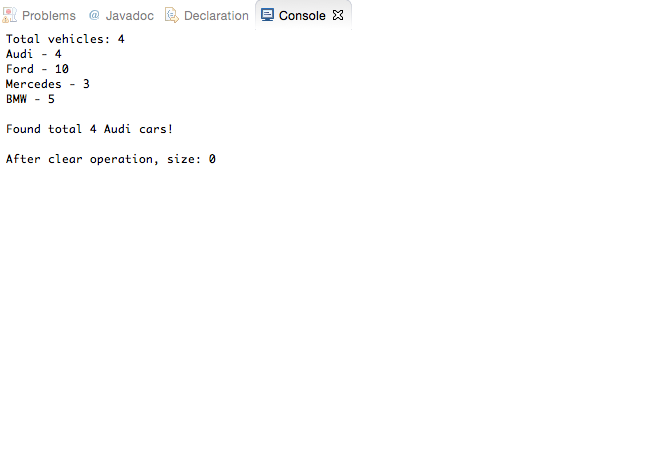 Problems @ Javadoc Declaration Console
Total vehicles: 4
Audi - 4
Ford - 10
Mercedes - 3
BMW - 5
Found total 4 Audi cars!
After clear operation, size: 0